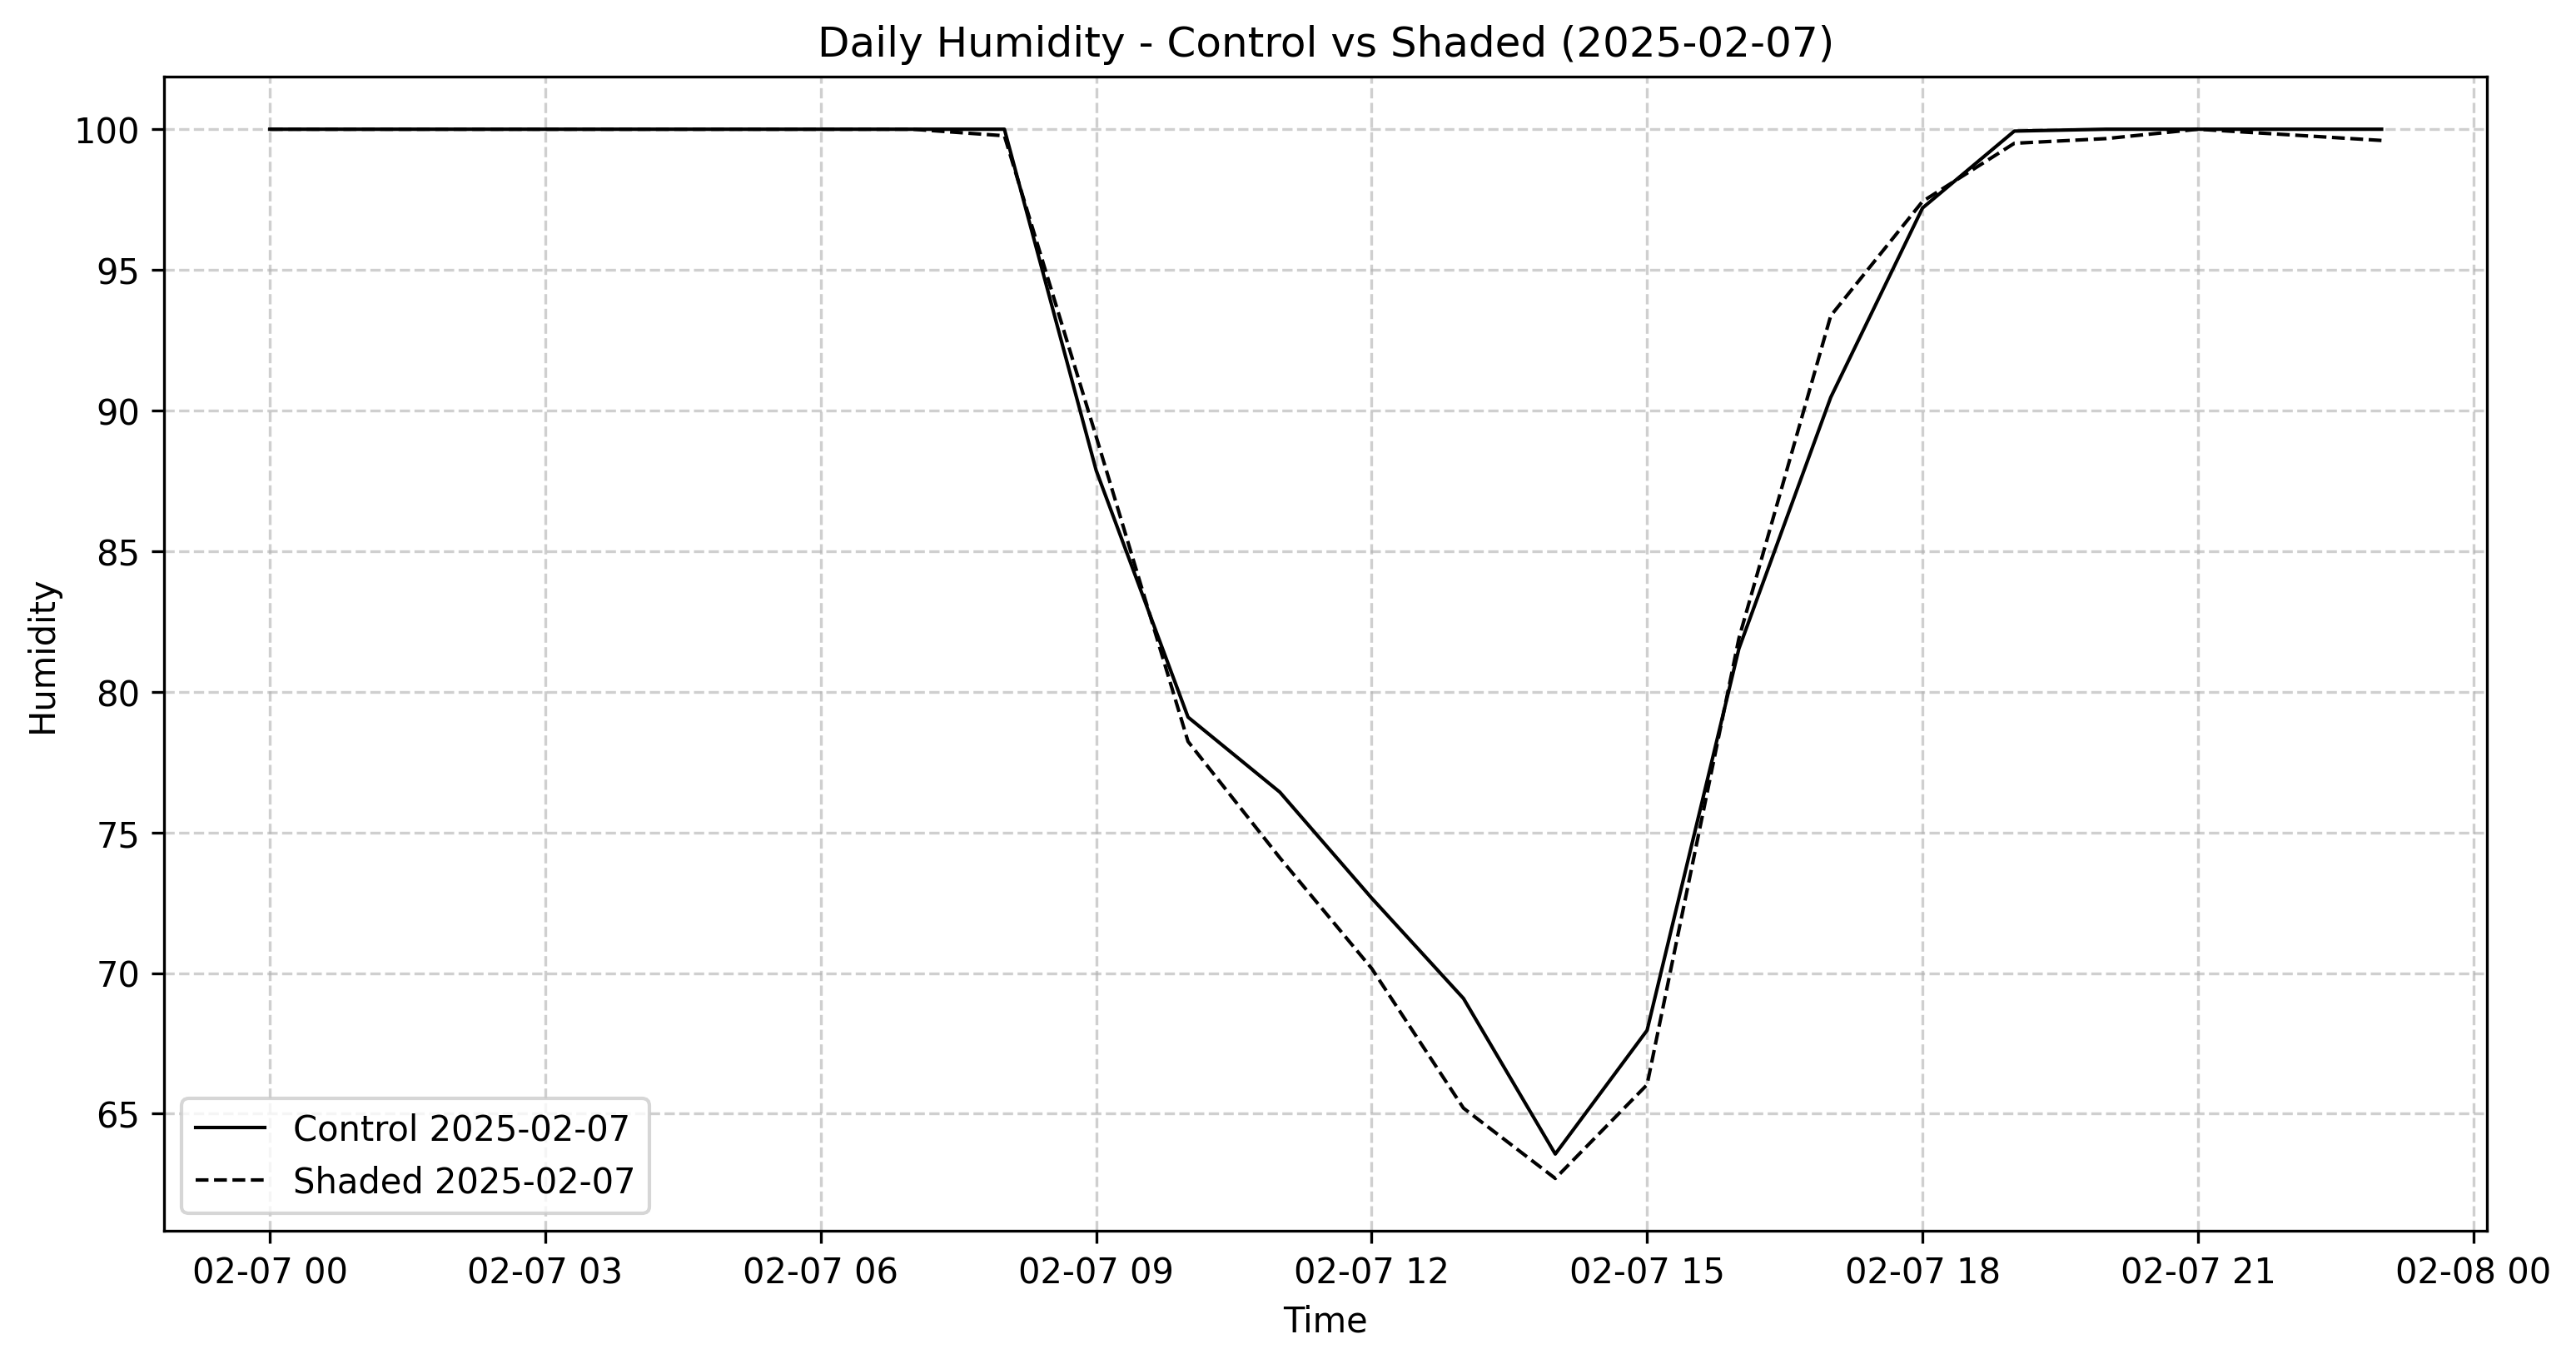 Daily Humidity - Control vs Shaded (2025-02-07)
Humidity
100
95
90
85
80
75
70
65
Control 2025-02-07
Shaded 2025-02-07
02-07 00 02-07 03 02-07 06 02-07 09 02-07 12 02-07 15 02-07 18 02-07 21 02-08 00
Time